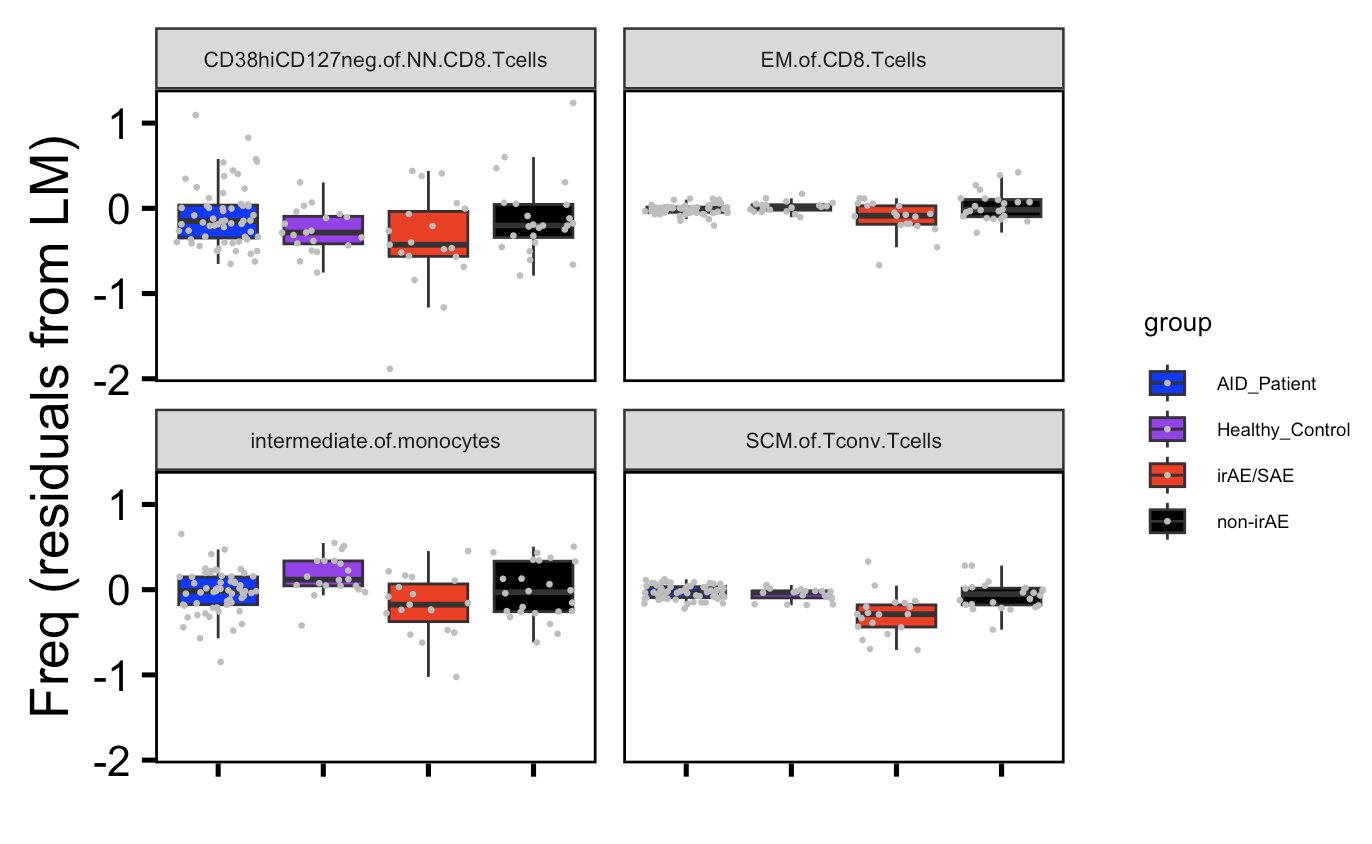 CD38hiCD127neg.of.NN.CD8.Tcells
EM.of.CD8.Tcells
1
0
-1
-2
Freq (residuals from LM)
intermediate.of.monocytes
SCM.of.Tconv.Tcells
1
0
-1
-2
group
AID_Patient
Healthy_Control
irAE/SAE
non-irAE